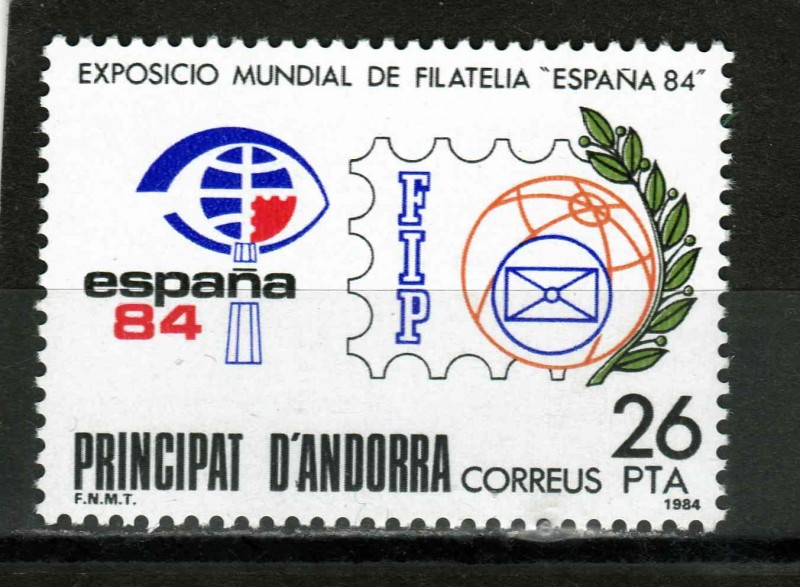 EXPOSICIO MUNDIAL DE FILATELIA "ESPAÑA 84"
españa
84
FIP
26
PRINCIPAT D'ANDORRA CORREUS PTA
F.N.M.T. 1984